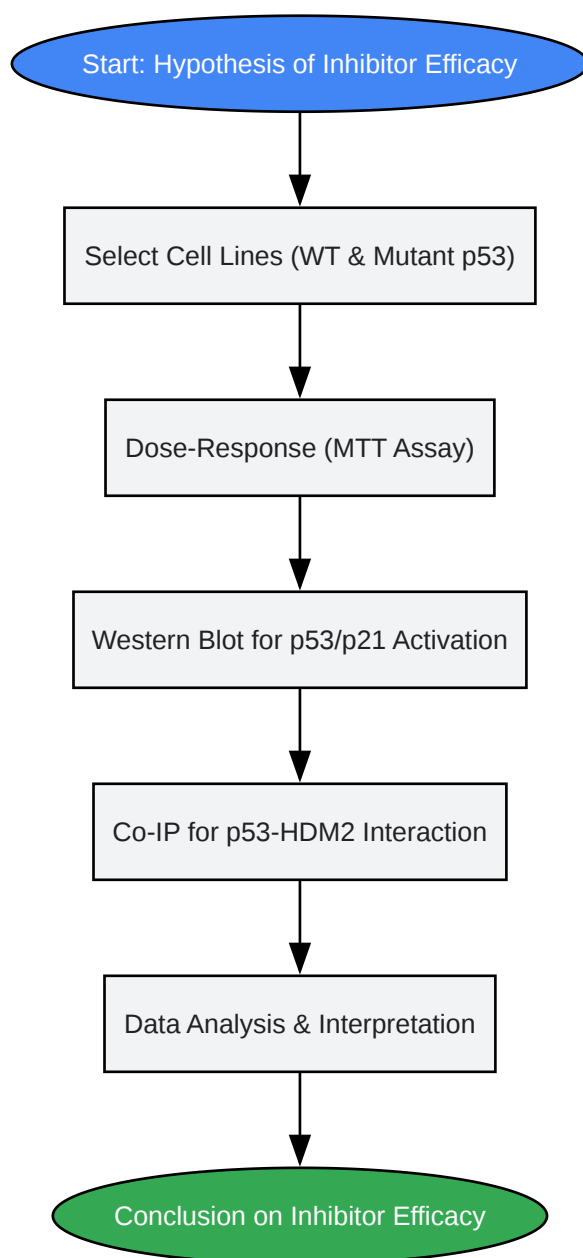 Start: Hypothesis of Inhibitor Efficacy
Select Cell Lines (WT & Mutant p53)
Dose-Response (MTT Assay)
Western Blot for p53/p21 Activation
Co-IP for p53-HDM2 Interaction
Data Analysis & Interpretation
Conclusion on Inhibitor Efficacy